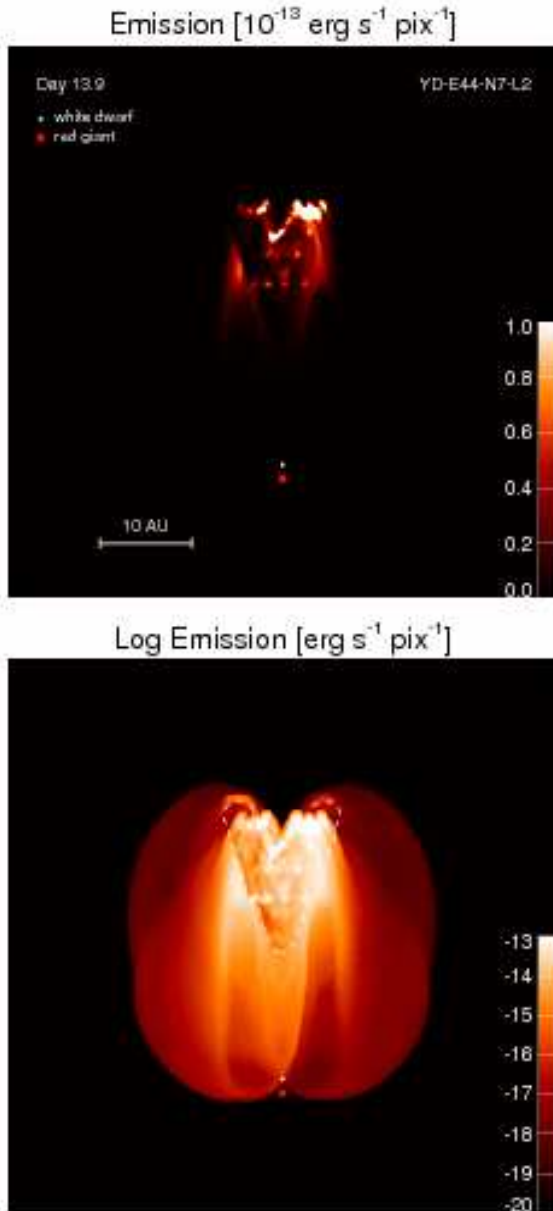 Emission [10⁻¹³ erg s⁻¹ pix⁻¹]
Day 13.9
YD-E44-N7-L2
white dwarf
red giant
1.0
0.8
0.6
0.4
0.2
0.0
10 AU
Log Emission [erg s⁻¹ pix⁻¹]
-13
-14
-15
-16
-17
-18
-19
-20